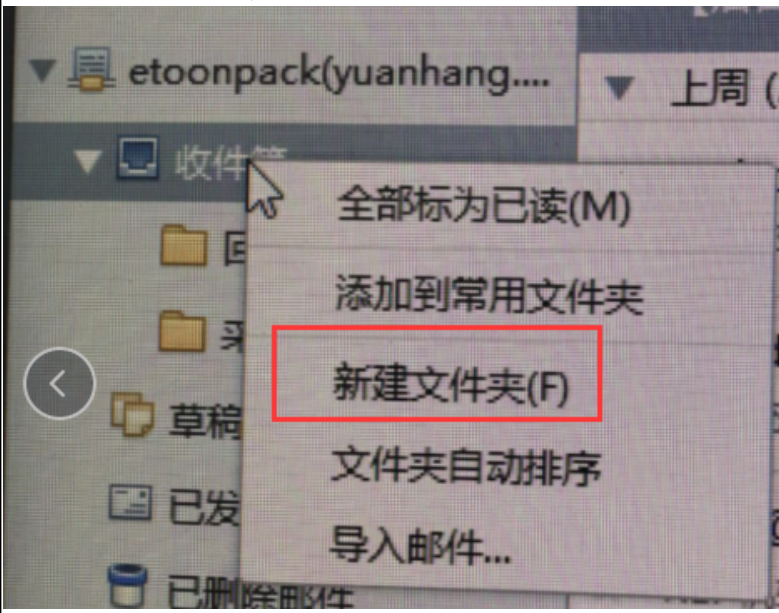 etoonpack(yuanhang....
上周 (
收件
全部标为已读(M)
添加到常用文件夹
新建文件夹(F)
草稿
文件夹自动排序
已发
导入邮件...
已删除邮件